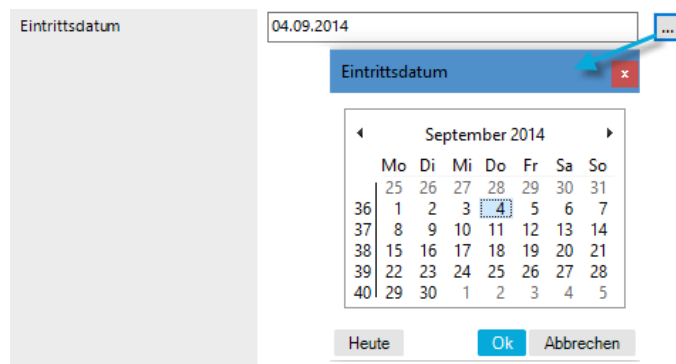 Eintrittsdatum 04.09.2014 ...
Eintrittsdatum x
September 2014
Mo Di Mi Do Fr Sa So
25 26 27 28 29 30 31
36 1 2 3 4 5 6 7
37 8 9 10 11 12 13 14
38 15 16 17 18 19 20 21
39 22 23 24 25 26 27 28
40 29 30 1 2 3 4 5
Heute Ok Abbrechen